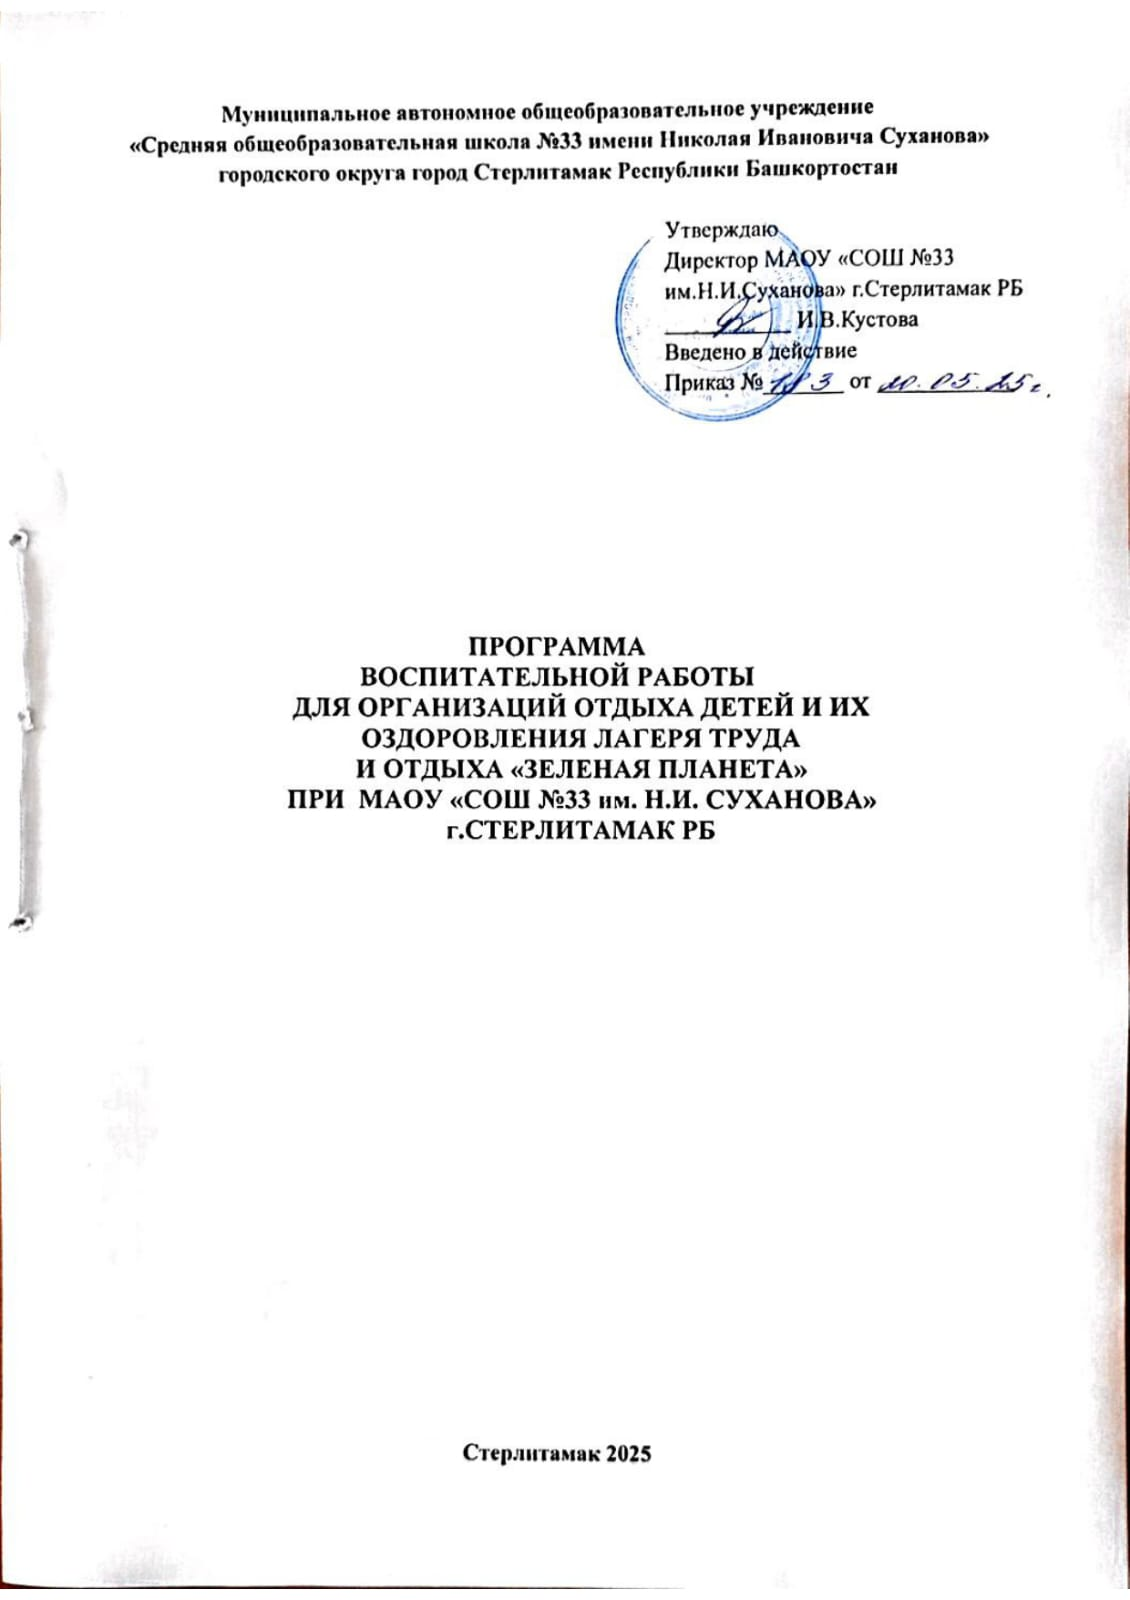 Муниципальное автономное общеобразовательное учреждение
«Средняя общеобразовательная школа №33 имени Николая Ивановича Суханова»
городского округа город Стерлитамак Республики Башкортостан
Утверждаю
Директор МАОУ «СОШ №33
им.Н.И.Суханова» г.Стерлитамак РБ
И.В.Кустова
Введено в действие
Приказ № от 20.05.25г.
ПРОГРАММА
ВОСПИТАТЕЛЬНОЙ РАБОТЫ
ДЛЯ ОРГАНИЗАЦИЙ ОТДЫХА ДЕТЕЙ И ИХ
ОЗДОРОВЛЕНИЯ ЛАГЕРЯ ТРУДА
И ОТДЫХА «ЗЕЛЕНАЯ ПЛАНЕТА»
ПРИ МАОУ «СОШ №33 им. Н.И. СУХАНОВА»
г.СТЕРЛИТАМАК РБ
Стерлитамак 2025